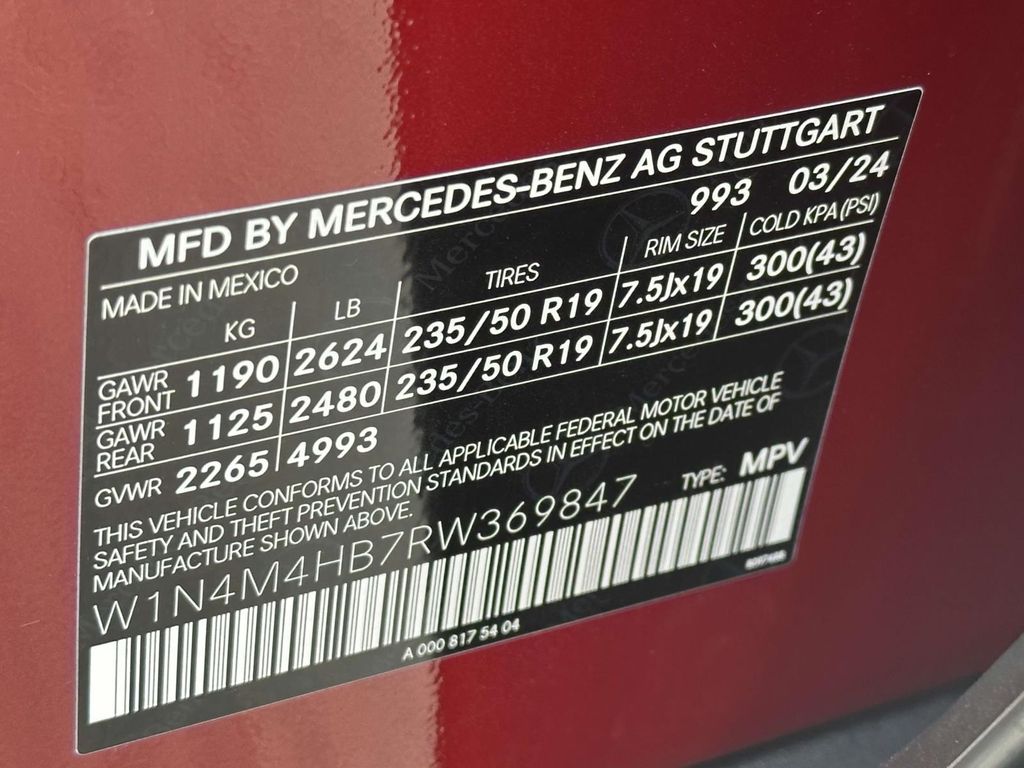 MFD BY MERCEDES-BENZ AG STUTTGART
993 03/24
MADE IN MEXICO
KG LB TIRES RIM SIZE COLD KPA (PSI)
GAWR FRONT 1190 2624 235/50 R19 7.5Jx19 300(43)
GAWR REAR 1125 2480 235/50 R19 7.5Jx19 300(43)
GVWR 2265 4993
THIS VEHICLE CONFORMS TO ALL APPLICABLE FEDERAL MOTOR VEHICLE
SAFETY AND THEFT PREVENTION STANDARDS IN EFFECT ON THE DATE OF
MANUFACTURE SHOWN ABOVE.
W1N4M4HB7RW369847 TYPE: MPV
A 000 817 54 04